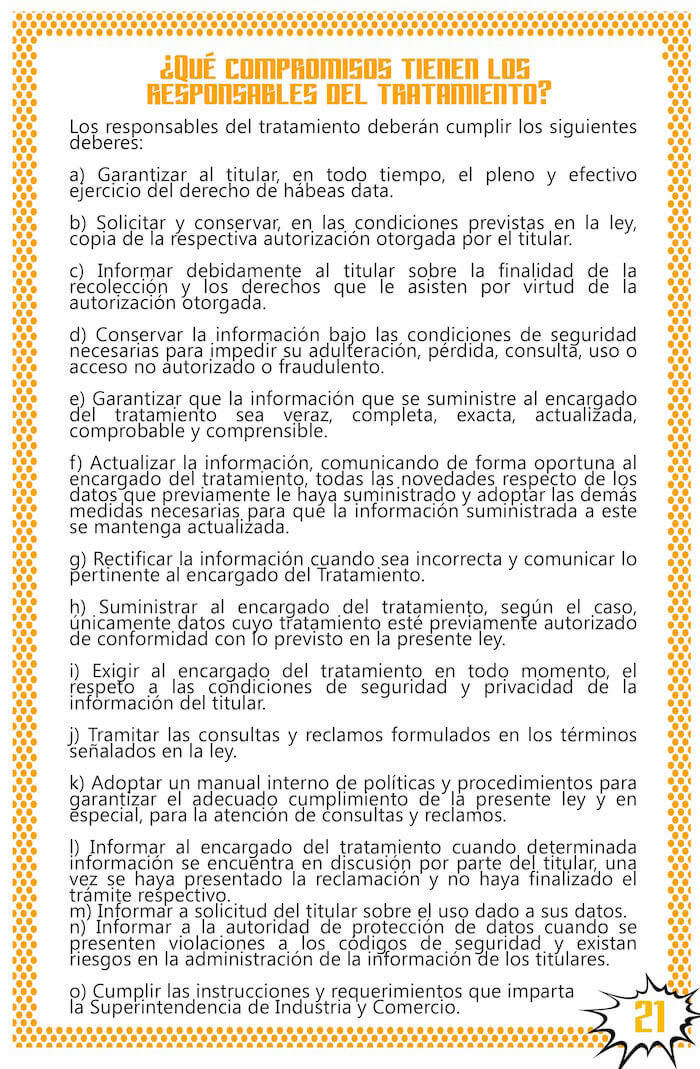 ¿QUÉ COMPROMISOS TIENEN LOS
RESPONSABLES DEL TRATAMIENTO?
Los responsables del tratamiento deberán cumplir los siguientes
deberes:
a) Garantizar al titular, en todo tiempo, el pleno y efectivo
ejercicio del derecho de hábeas data.
b) Solicitar y conservar, en las condiciones previstas en la ley,
copia de la respectiva autorización otorgada por el titular.
c) Informar debidamente al titular sobre la finalidad de la
recolección y los derechos que le asisten por virtud de la
autorización otorgada.
d) Conservar la información bajo las condiciones de seguridad
necesarias para impedir su adulteración, pérdida, consulta, uso o
acceso no autorizado o fraudulento.
e) Garantizar que la información que se suministre al encargado
del tratamiento sea veraz, completa, exacta, actualizada,
comprobable y comprensible.
f) Actualizar la información, comunicando de forma oportuna al
encargado del tratamiento, todas las novedades respecto de los
datos que previamente le haya suministrado y adoptar las demás
medidas necesarias para que la información suministrada a este
se mantenga actualizada.
g) Rectificar la información cuando sea incorrecta y comunicar lo
pertinente al encargado del Tratamiento.
h) Suministrar al encargado del tratamiento, según el caso,
únicamente datos cuyo tratamiento esté previamente autorizado
de conformidad con lo previsto en la presente ley.
i) Exigir al encargado del tratamiento en todo momento, el
respeto a las condiciones de seguridad y privacidad de la
información del titular.
j) Tramitar las consultas y reclamos formulados en los términos
señalados en la ley.
k) Adoptar un manual interno de políticas y procedimientos para
garantizar el adecuado cumplimiento de la presente ley y en
especial, para la atención de consultas y reclamos.
l) Informar al encargado del tratamiento cuando determinada
información se encuentra en discusión por parte del titular, una
vez se haya presentado la reclamación y no haya finalizado el
trámite respectivo.
m) Informar a solicitud del titular sobre el uso dado a sus datos.
n) Informar a la autoridad de protección de datos cuando se
presenten violaciones a los códigos de seguridad y existan
riesgos en la administración de la información de los titulares.
o) Cumplir las instrucciones y requerimientos que imparta
la Superintendencia de Industria y Comercio.
21